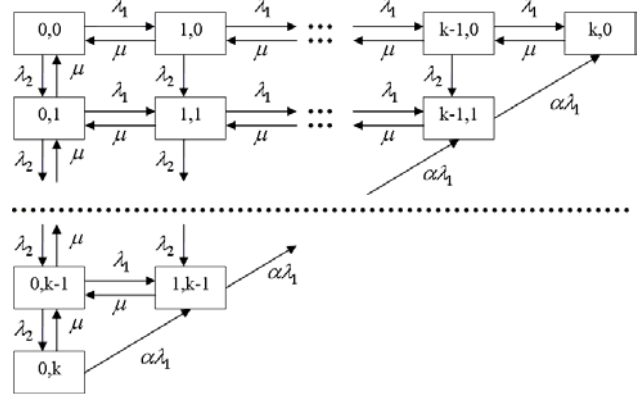 λ₁ λ₁ λ₁ λ₁
0,0 1,0 ... k-1,0 k,0
μ μ μ μ
λ₂ μ λ₂ λ₂
λ₁ λ₁ λ₁
0,1 1,1 ... k-1,1
μ μ μ αλ₁
λ₂ μ λ₂ αλ₁
λ₂ μ λ₂
λ₁ αλ₁
0,k-1 1,k-1
μ
λ₂ μ
αλ₁
0,k